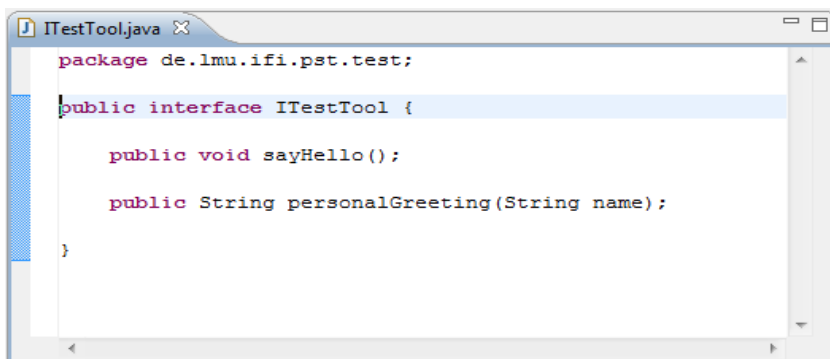 ITestTool.java
package de.lmu.ifi.pst.test;
public interface ITestTool {
public void sayHello();
public String personalGreeting(String name);
}